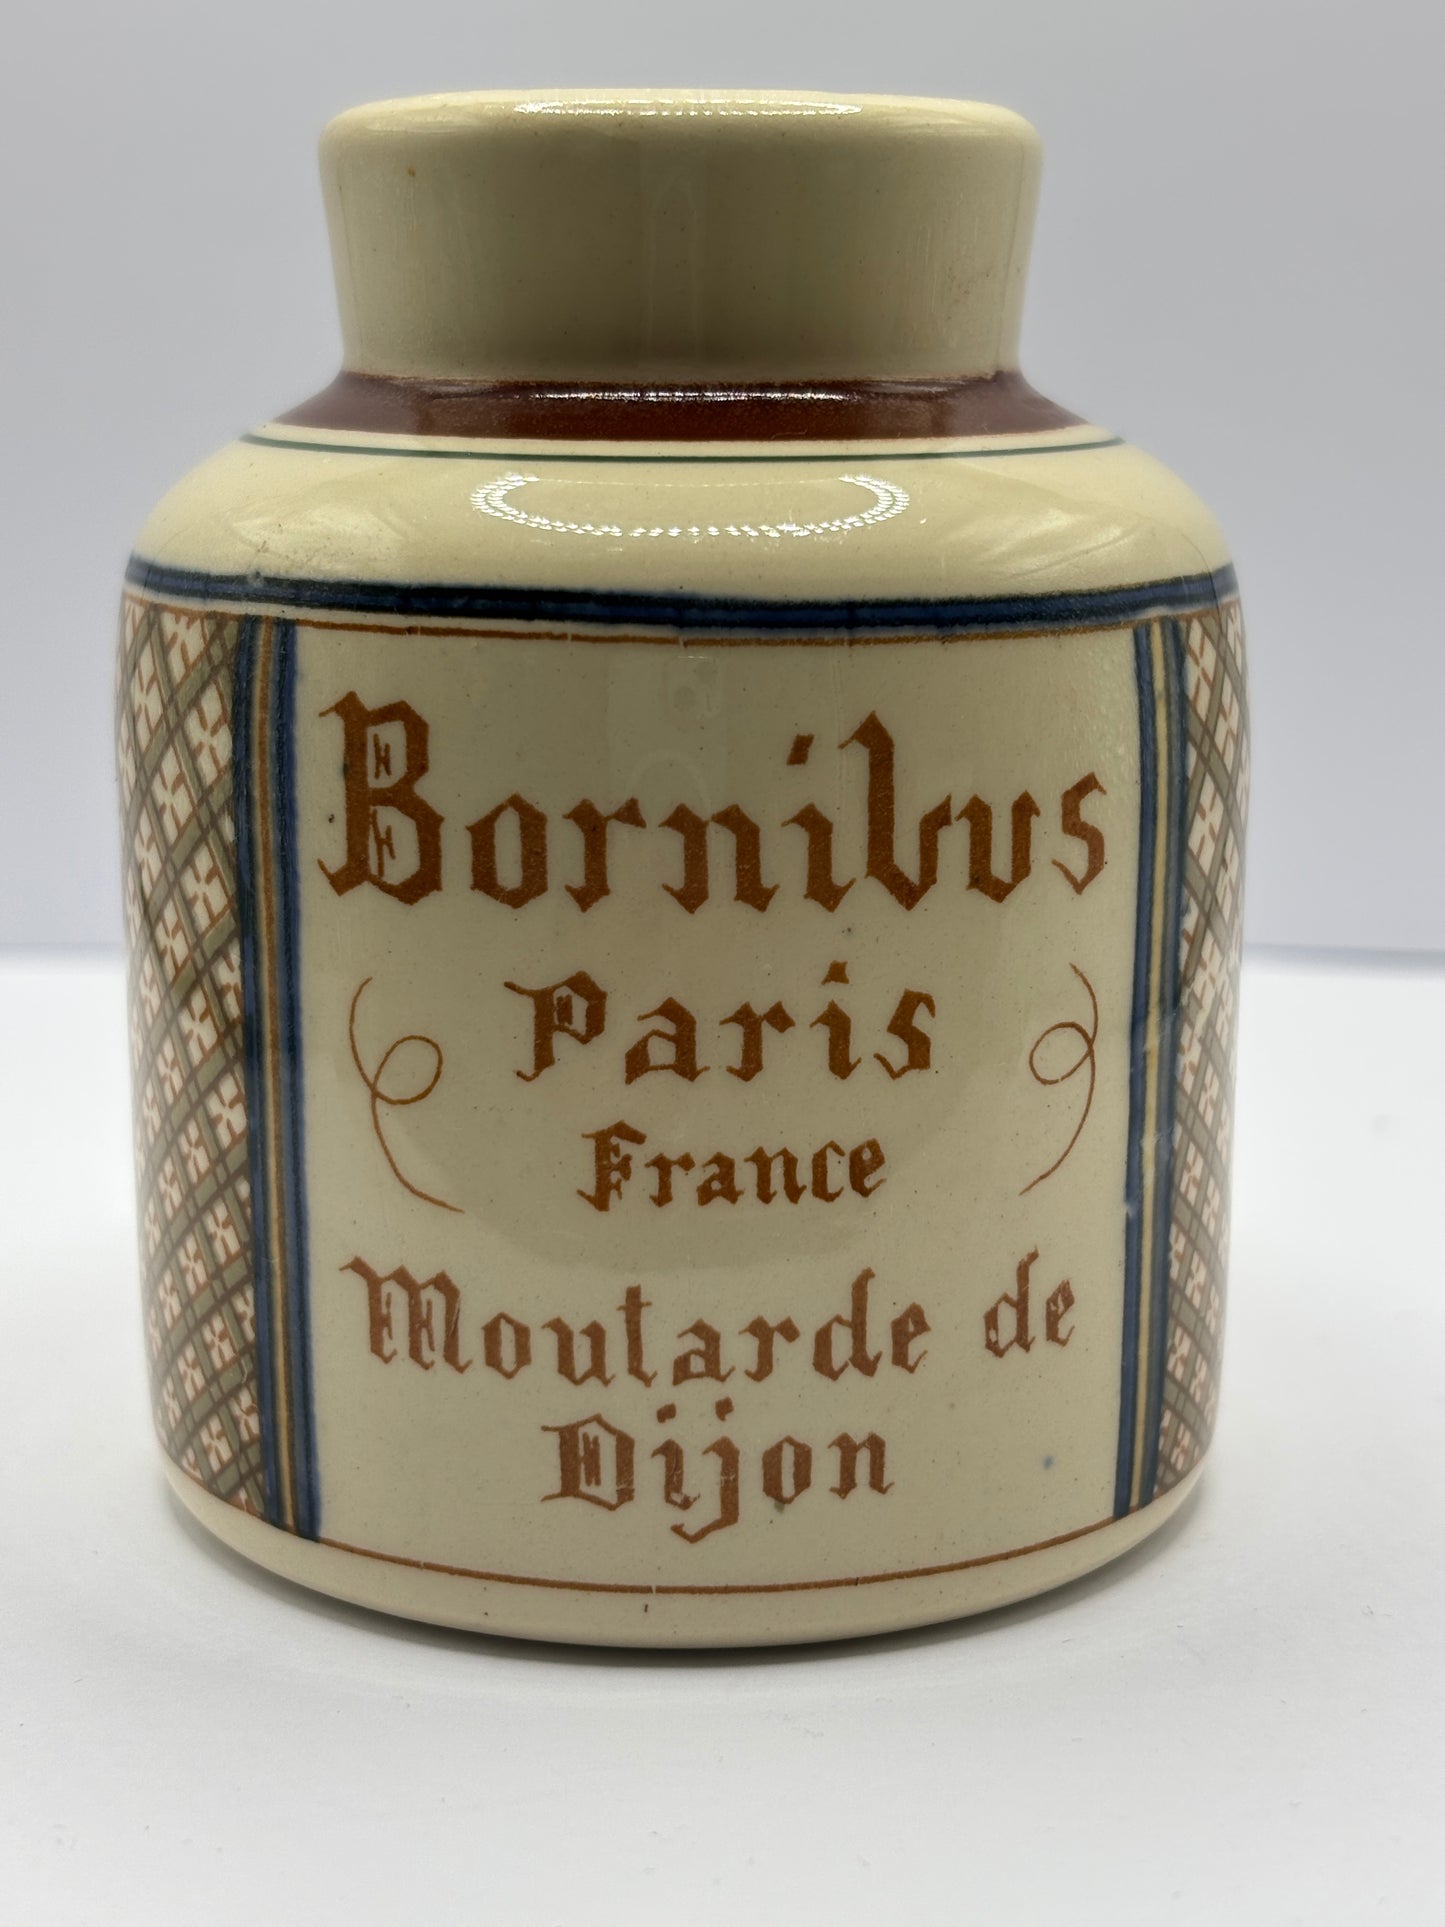 Bornibus
Paris
France
Moutarde de
Dijon